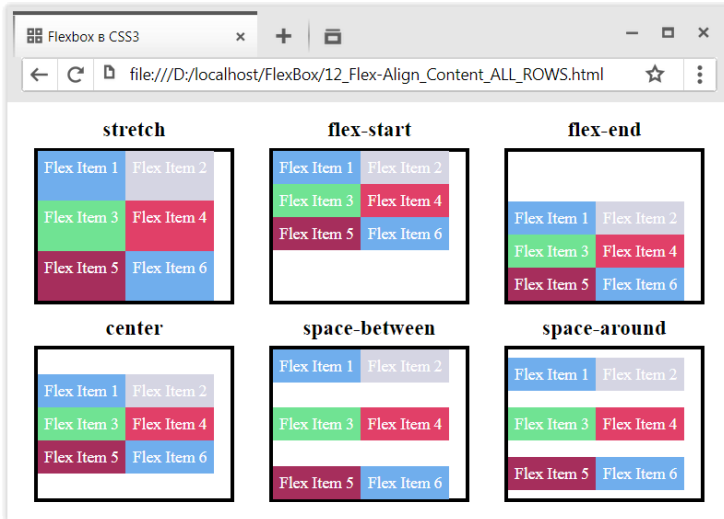 Flexbox в CSS3
file:///D:/localhost/FlexBox/12_Flex-Align_Content_ALL_ROWS.html
stretch flex-start flex-end
Flex Item 1 Flex Item 2 Flex Item 1 Flex Item 2
Flex Item 3 Flex Item 4 Flex Item 3 Flex Item 4
Flex Item 5 Flex Item 6 Flex Item 5 Flex Item 6
Flex Item 1 Flex Item 2
Flex Item 3 Flex Item 4
Flex Item 5 Flex Item 6
center space-between space-around
Flex Item 1 Flex Item 2
Flex Item 3 Flex Item 4
Flex Item 5 Flex Item 6
Flex Item 1 Flex Item 2
Flex Item 3 Flex Item 4
Flex Item 5 Flex Item 6
Flex Item 1 Flex Item 2
Flex Item 3 Flex Item 4
Flex Item 5 Flex Item 6